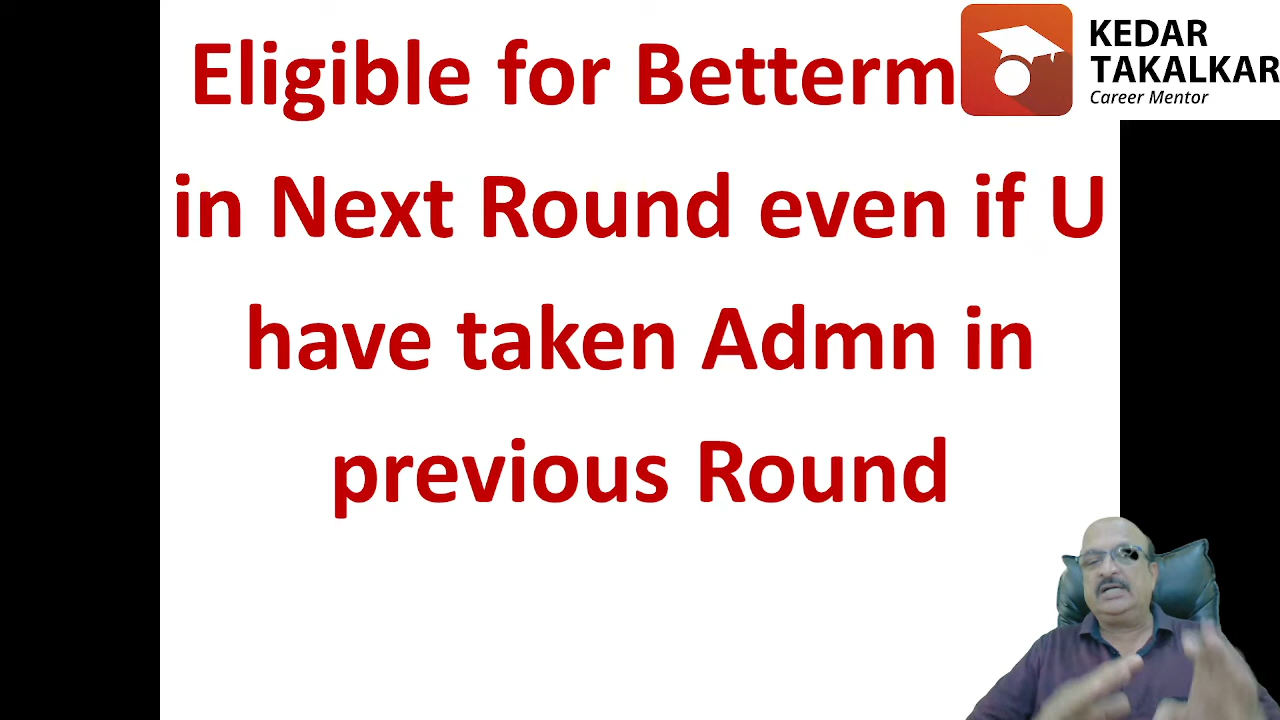 Eligible for Betterm
in Next Round even if U
have taken Admn in
previous Round
KEDAR
TAKALKAR
Career Mentor